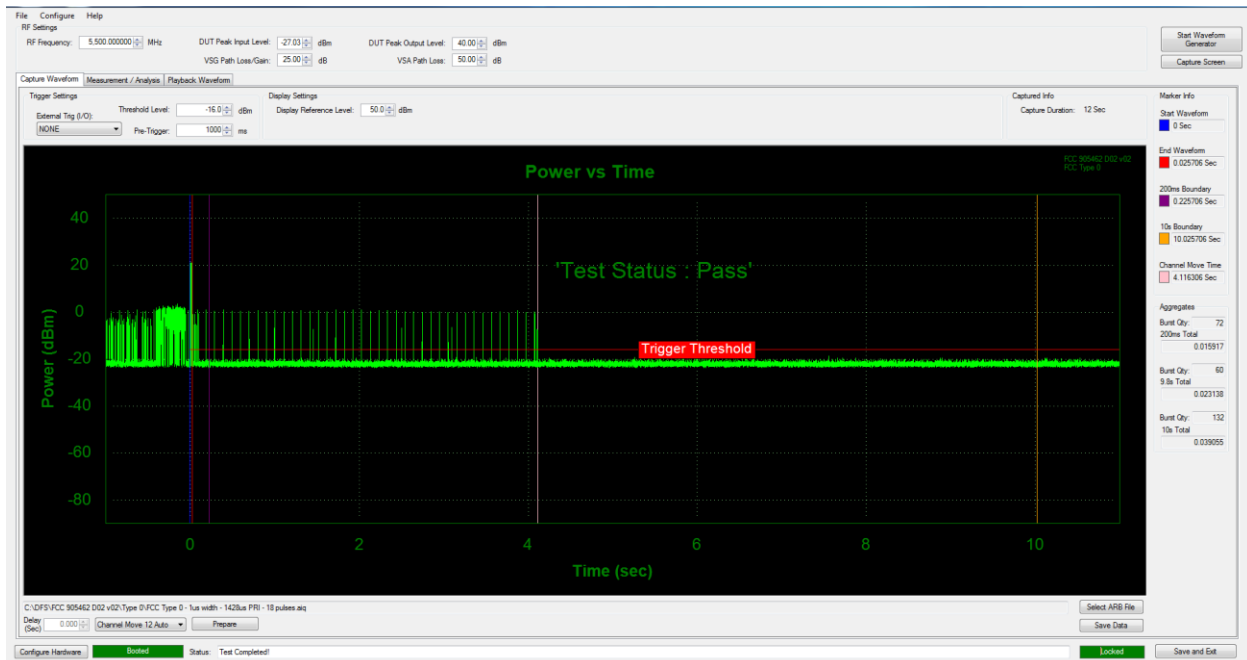 File Configure Help
RF Settings
RF Frequency: 5,500.000000 MHz DUT Peak Input Level: -27.03 dBm DUT Peak Output Level: 40.00 dBm
VSG Path Loss/Gain: 25.00 dB VSA Path Loss: 50.00 dB
Start Waveform
Generator
Capture Screen
Capture Waveform Measurement / Analysis Playback Waveform
Trigger Settings
External Trig (I/O):
NONE
Threshold Level: -16.0 dBm
Pre-Trigger: 1000 ms
Display Settings
Display Reference Level: 50.0 dBm
Captured Info
Capture Duration: 12 Sec
Power vs Time
FCC 905462 D02 v02
FCC Type 0
'Test Status : Pass'
Trigger Threshold
Power (dBm)
40
20
0
-20
-40
-60
-80
0 2 4 6 8 10
Time (sec)
Marker Info
Start Waveform
0 Sec
End Waveform
0.025706 Sec
200ms Boundary
0.225706 Sec
10s Boundary
10.025706 Sec
Channel Move Time
4.116306 Sec
Aggregates
Burst Qty: 72
200ms Total
0.015917
Burst Qty: 60
9.8s Total
0.023138
Burst Qty: 132
10s Total
0.039055
C:\DFS\FCC 905462 D02 v02\Type 0\FCC Type 0 - 1us width - 1428us PRI - 18 pulses.aiq
Select ARB File
Delay
(Sec) 0.000 Channel Move 12 Auto Prepare
Save Data
Configure Hardware Booted Status: Test Completed! Locked Save and Exit